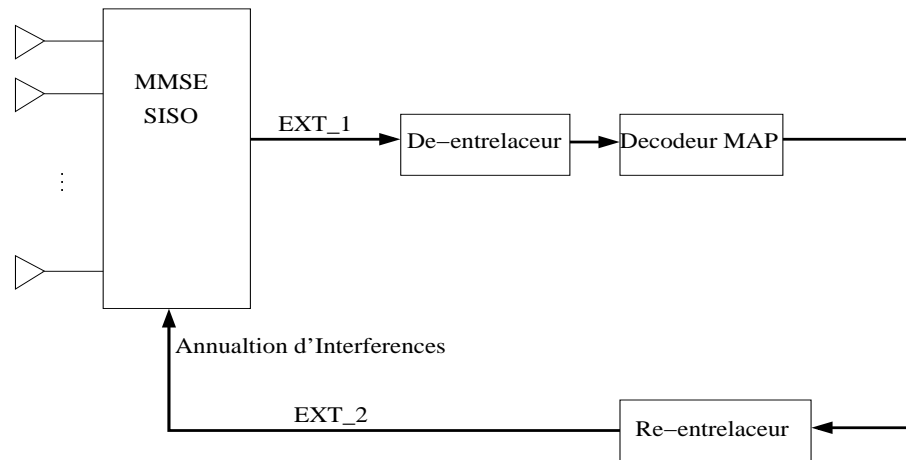 MMSE
SISO
EXT_1
De−entrelaceur
Decodeur MAP
...
Annualtion d'Interferences
EXT_2
Re−entrelaceur